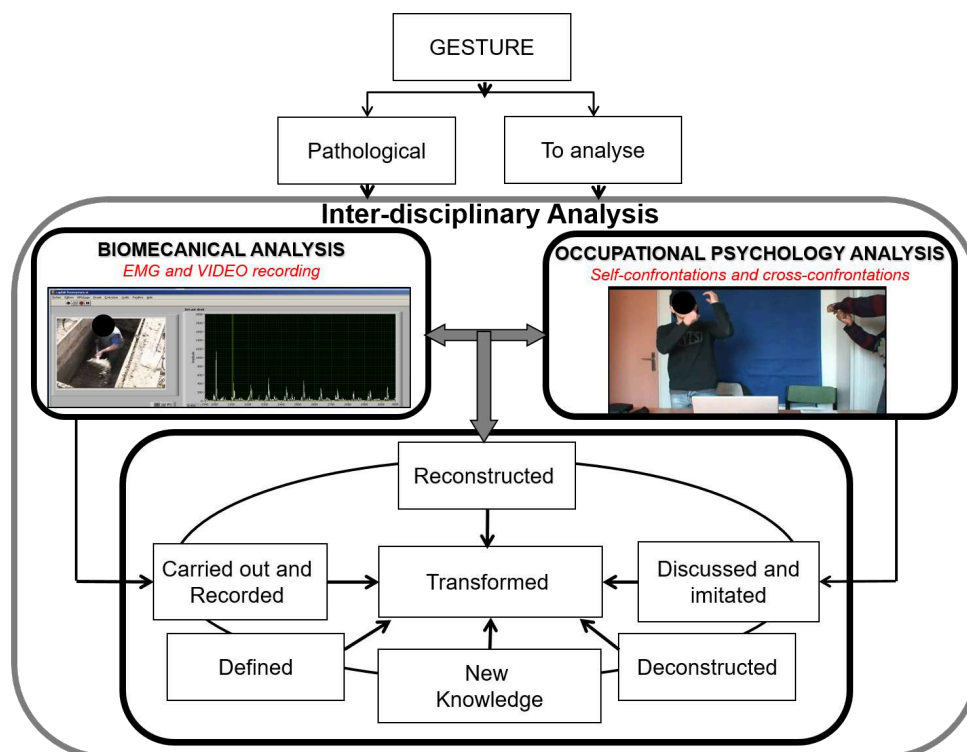 GESTURE
Pathological
To analyse
Inter-disciplinary Analysis
BIOMECANICAL ANALYSIS
EMG and VIDEO recording
OCCUPATIONAL PSYCHOLOGY ANALYSIS
Self-confrontations and cross-confrontations
Reconstructed
Carried out and
Recorded
Transformed
Discussed and
imitated
Defined
New
Knowledge
Deconstructed